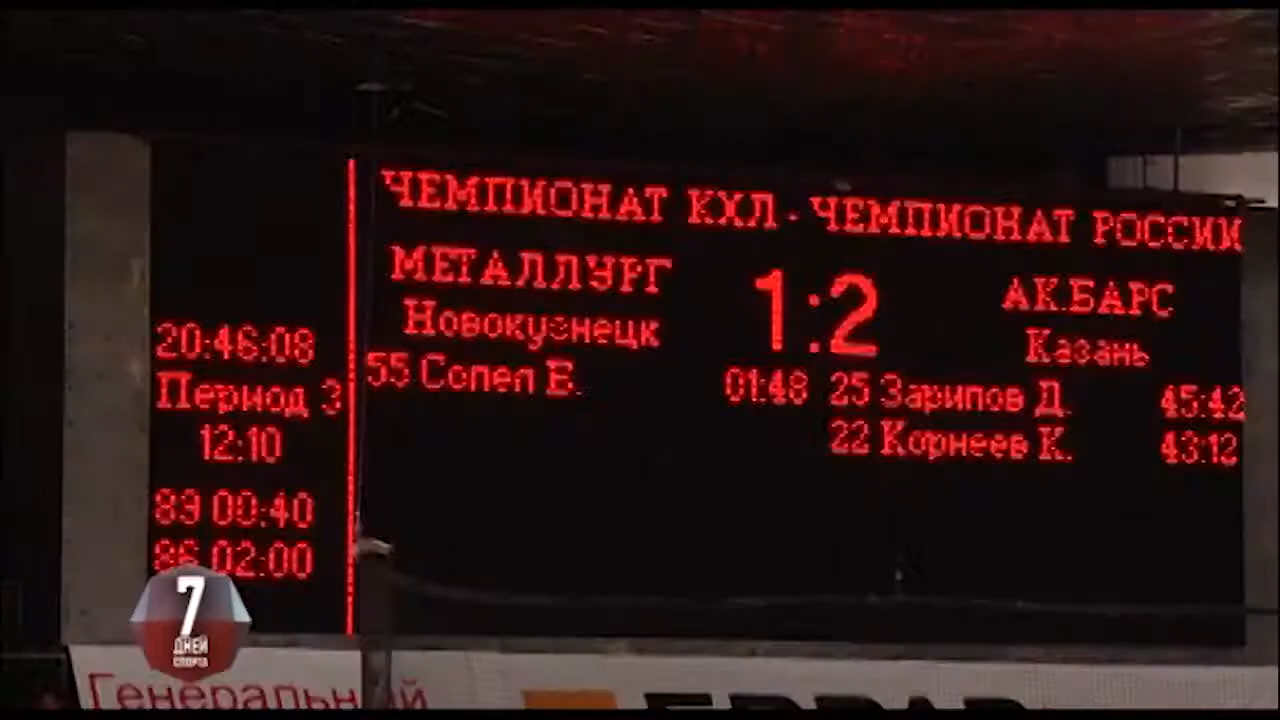 ЧЕМПИОНАТ КХЛ - ЧЕМПИОНАТ РОССИИ
МЕТАЛЛУРГ 1:2 АК.БАРС
Новокузнецк Казань
55 Сопел Е. 01:48 25 Зарипов Д. 45:42
22 Корнеев К. 43:12
20:46:08
Период 3
12:10
89 00:40
86 02:00
7
ДНЕЙ
СПОРТА
Генеральный